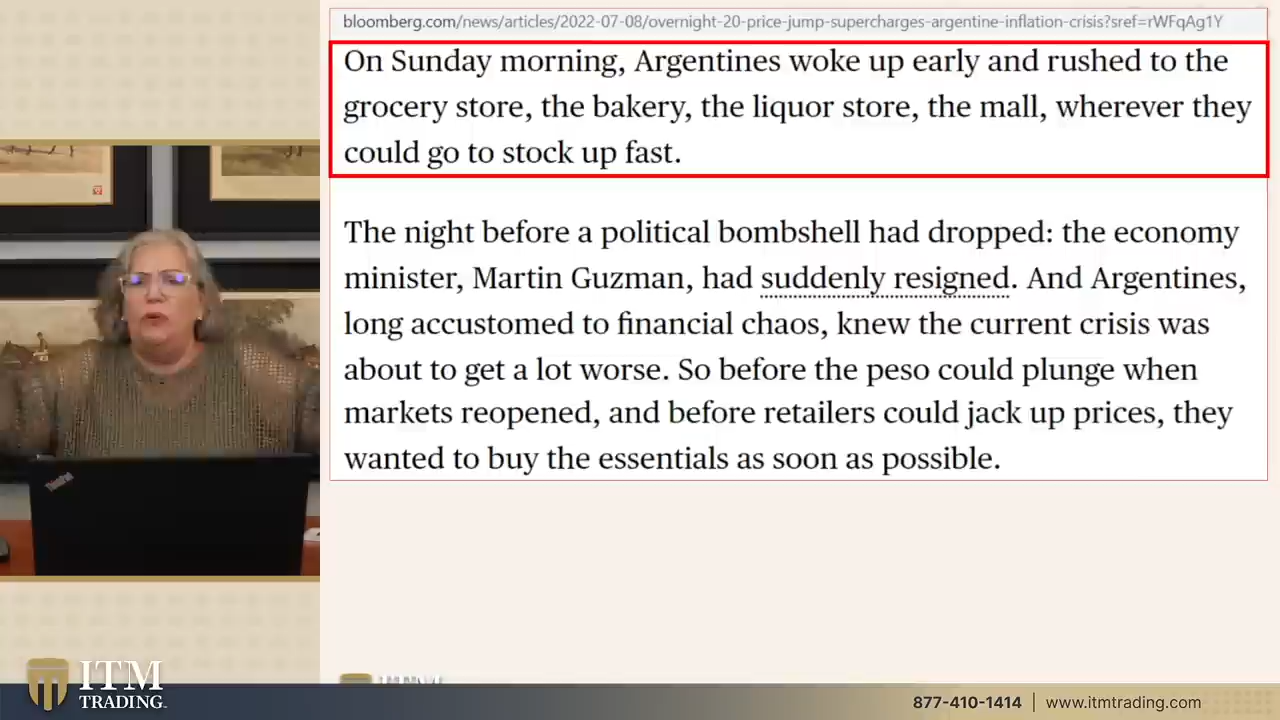 bloomberg.com/news/articles/2022-07-08/overnight-20-price-jump-supercharges-argentine-inflation-crisis?sref=rWFqAg1Y
On Sunday morning, Argentines woke up early and rushed to the
grocery store, the bakery, the liquor store, the mall, wherever they
could go to stock up fast.
The night before a political bombshell had dropped: the economy
minister, Martin Guzman, had suddenly resigned. And Argentines,
long accustomed to financial chaos, knew the current crisis was
about to get a lot worse. So before the peso could plunge when
markets reopened, and before retailers could jack up prices, they
wanted to buy the essentials as soon as possible.
ThinkPad
ITM
TRADING
877-410-1414 | www.itmtrading.com